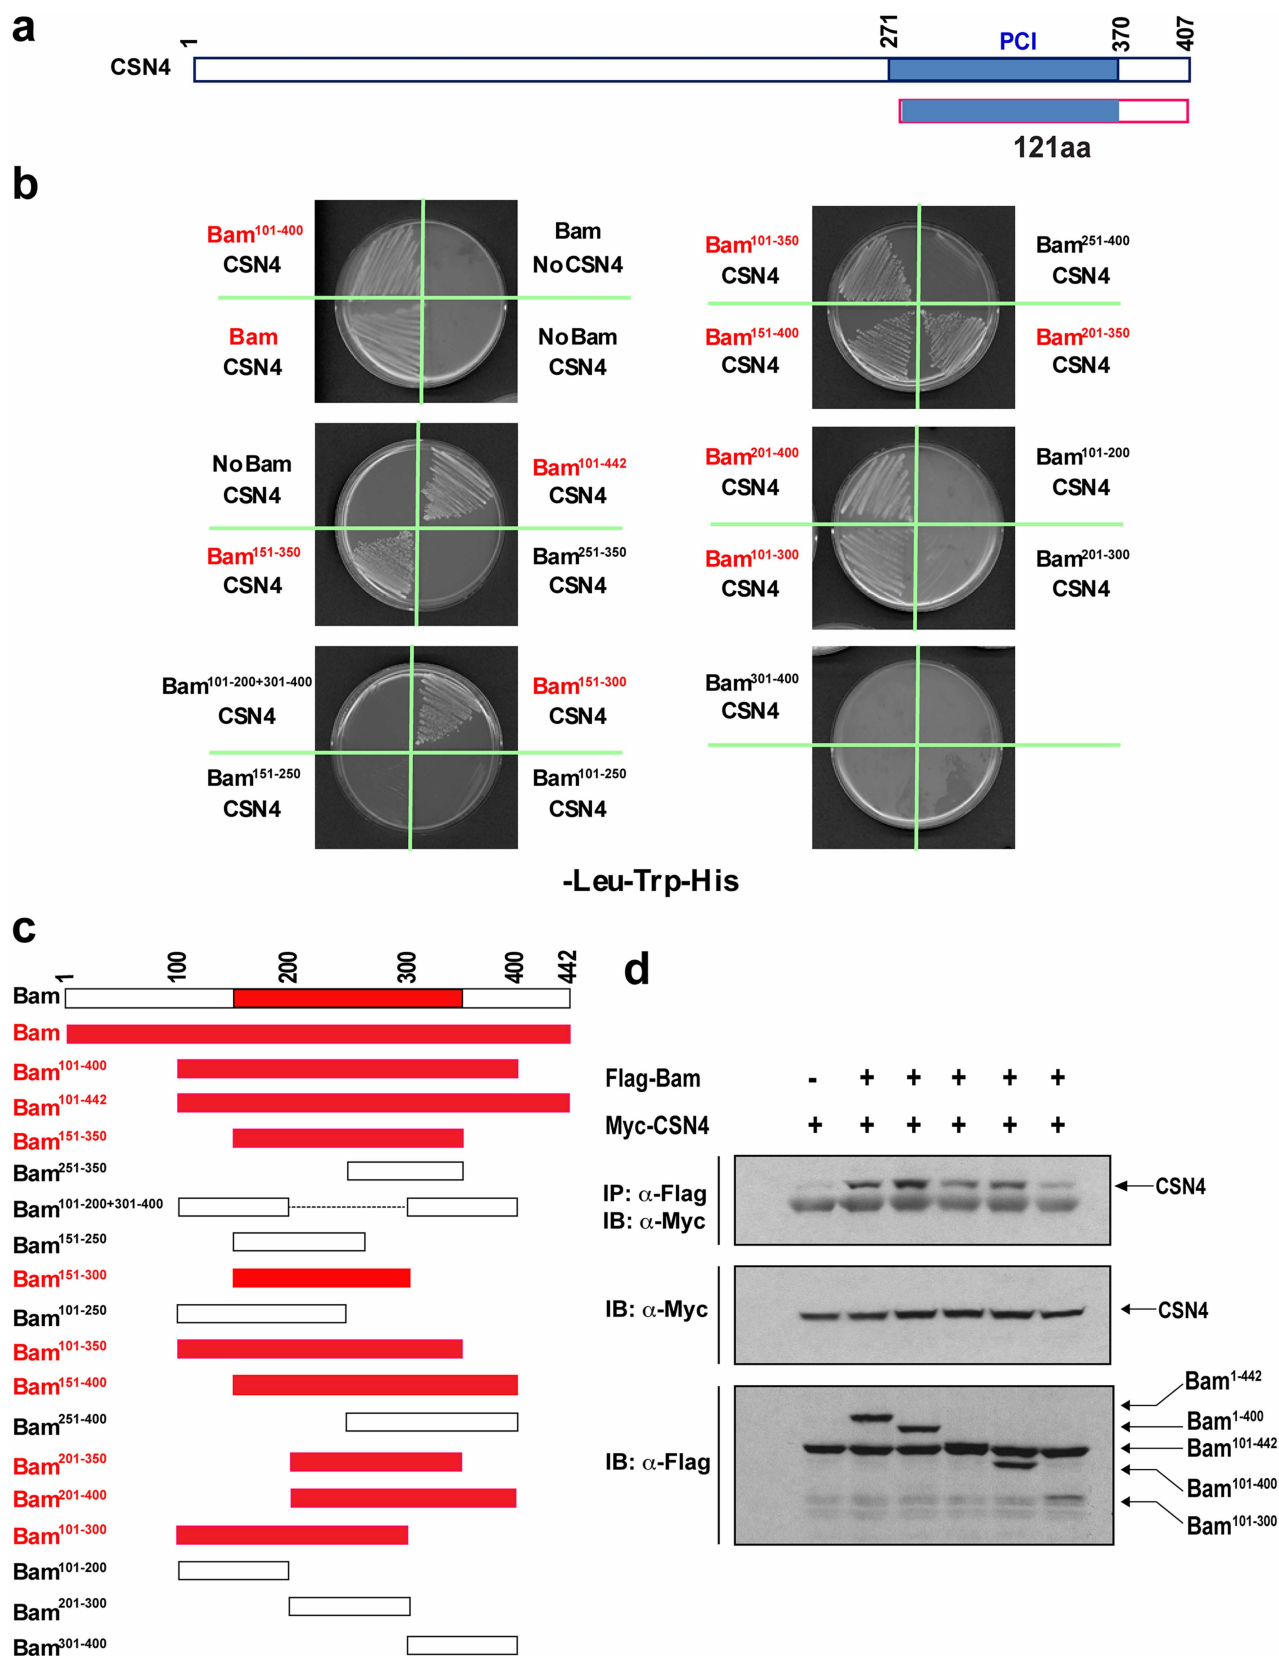 a
1 271 PCI 370 407
CSN4
121aa
b
Bam101-400 CSN4
Bam No CSN4
Bam CSN4
No Bam CSN4
Bam101-350 CSN4
Bam251-400 CSN4
Bam151-400 CSN4
Bam201-350 CSN4
No Bam CSN4
Bam101-442 CSN4
Bam151-350 CSN4
Bam251-350 CSN4
Bam201-400 CSN4
Bam101-200 CSN4
Bam101-300 CSN4
Bam201-300 CSN4
Bam101-200+301-400 CSN4
Bam151-300 CSN4
Bam151-250 CSN4
Bam101-250 CSN4
Bam301-400 CSN4
-Leu-Trp-His
c
1 100 200 300 400 442
Bam
Bam
Bam101-400
Bam101-442
Bam151-350
Bam251-350
Bam101-200+301-400
Bam151-250
Bam151-300
Bam101-250
Bam101-350
Bam151-400
Bam251-400
Bam201-350
Bam201-400
Bam101-300
Bam101-200
Bam201-300
Bam301-400
d
Flag-Bam - + + + + +
Myc-CSN4 + + + + + +
IP: α-Flag
IB: α-Myc
CSN4
IB: α-Myc
CSN4
IB: α-Flag
Bam1-442
Bam1-400
Bam101-442
Bam101-400
Bam101-300